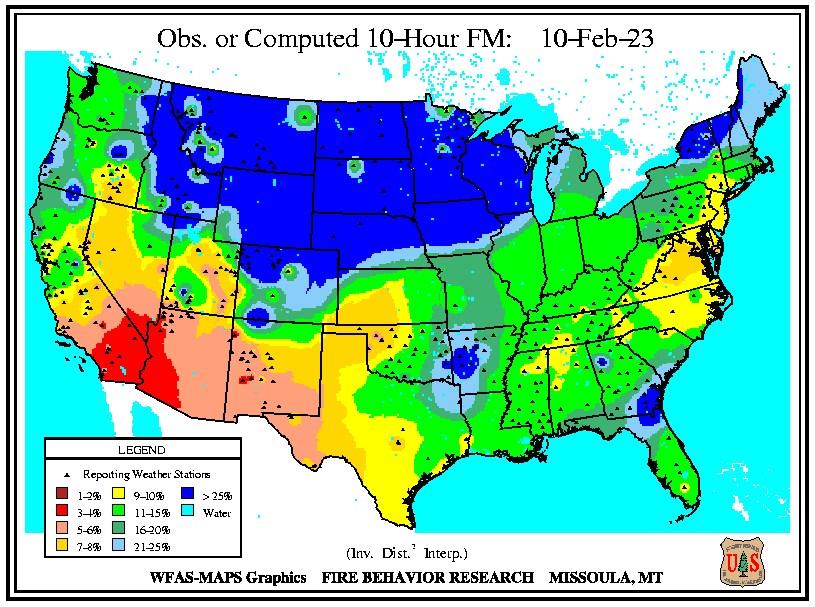 Obs. or Computed 10-Hour FM: 10-Feb-23
LEGEND
Reporting Weather Stations
1-2% 9-10% > 25%
3-4% 11-15% Water
5-6% 16-20%
7-8% 21-25%
(Inv. Dist.² Interp.)
WFAS-MAPS Graphics FIRE BEHAVIOR RESEARCH MISSOULA, MT
U S